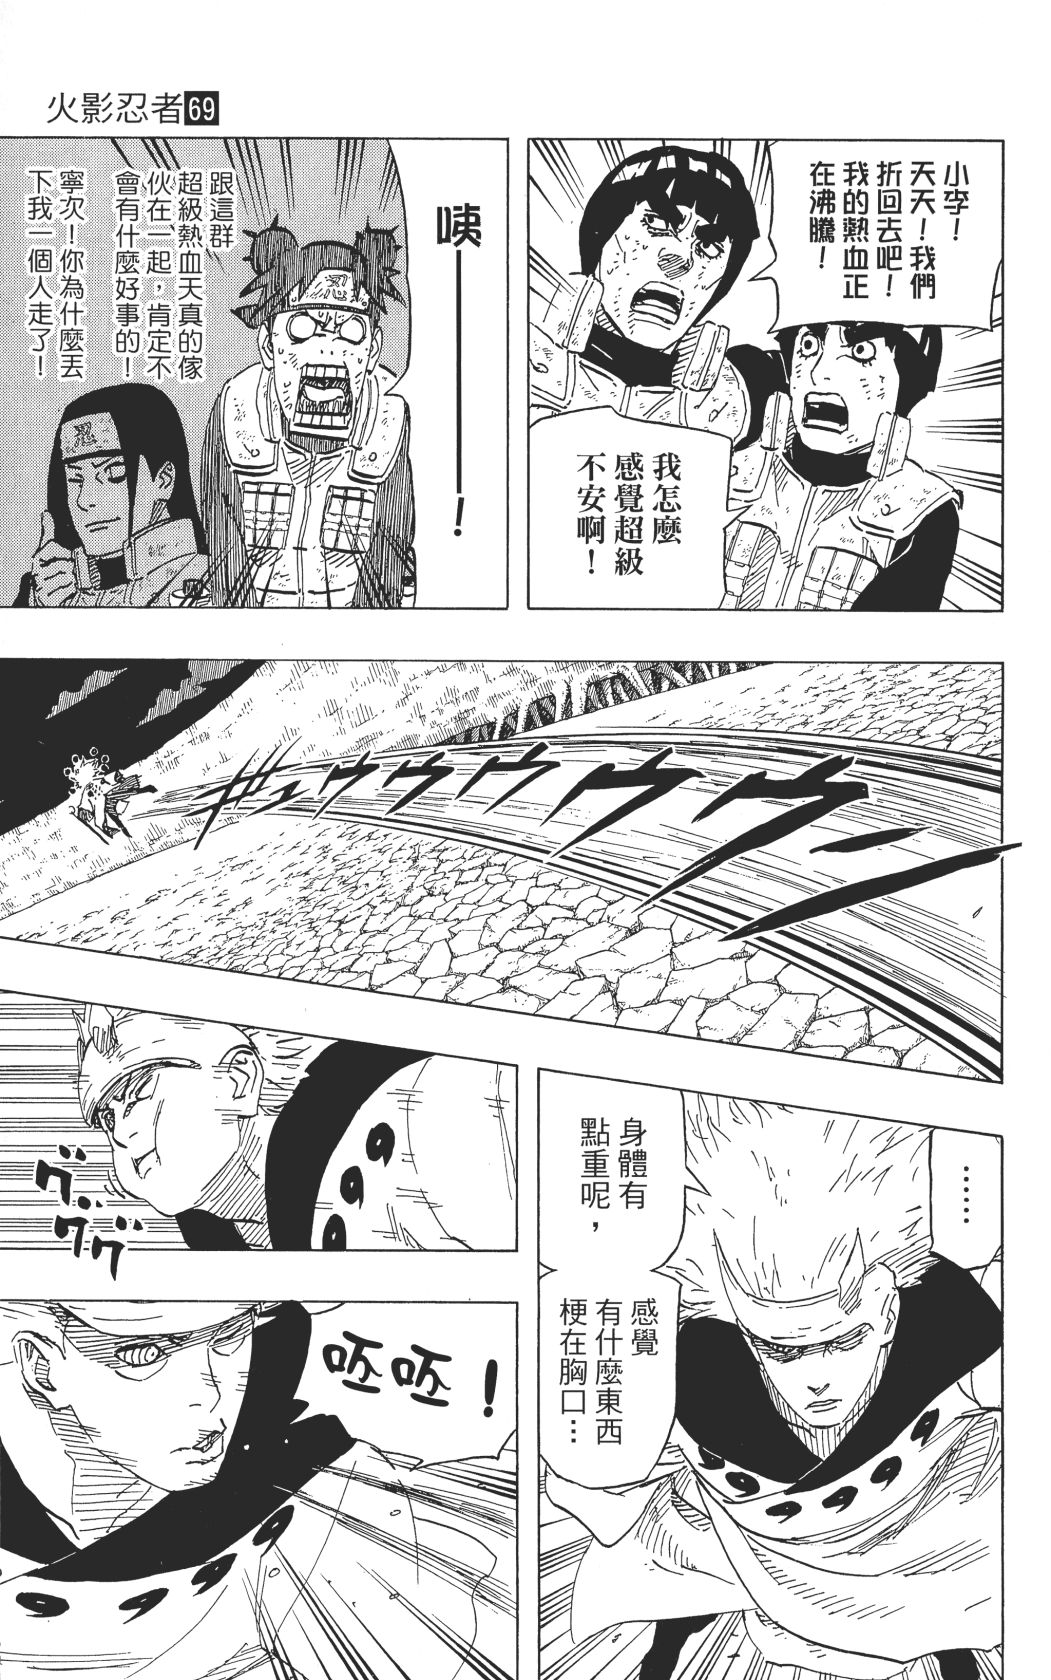 火影忍者69
小李！
天天！我們
折回去吧！
我的熱血正
在沸騰！
我怎麼
感覺超級
不安啊！
咦——！
跟這群
超級熱血天真的傢
伙在一起，肯定不
會有什麼好事的！
寧次！你為什麼丟
下我一個人走了！
忍
忍
ギュウウウウウン
……
身體有
點重呢，
感覺
有什麼東西
梗在胸口…
ググググ
呸呸！